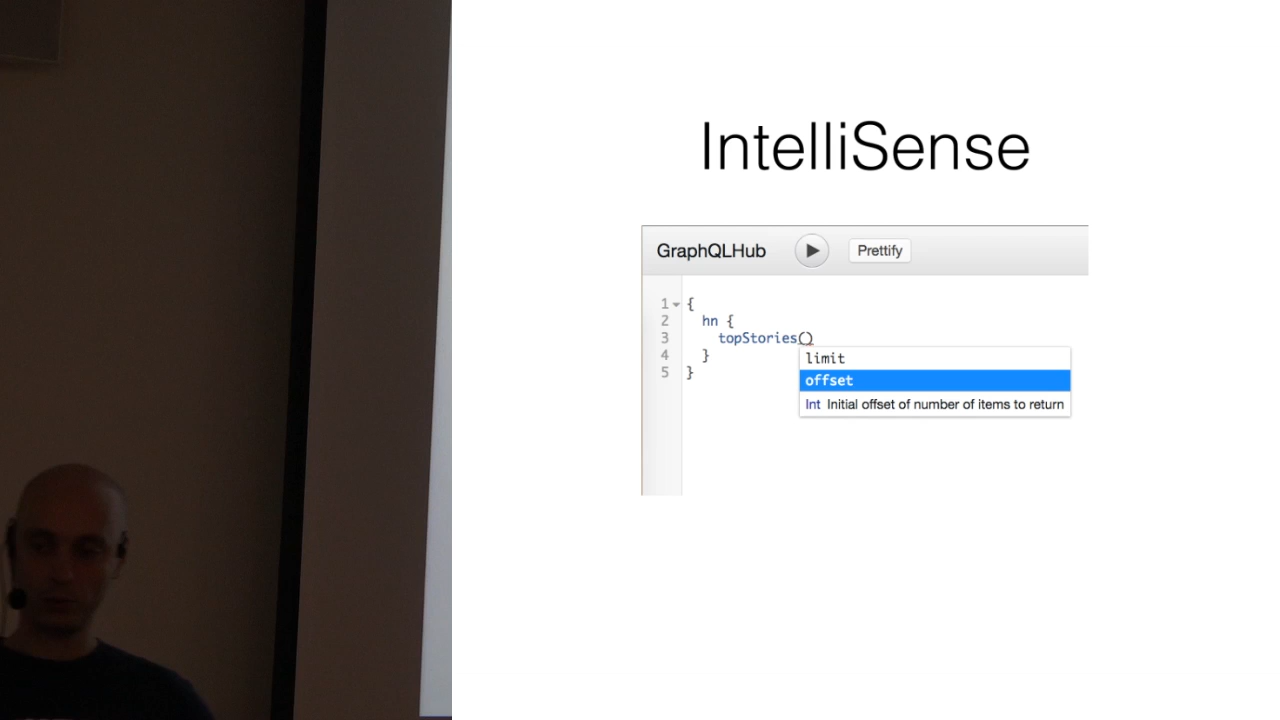 IntelliSense
GraphQLHub Prettify
1 {
2 hn {
3 topStories()
4 }
5 }
limit
offset
Int Initial offset of number of items to return